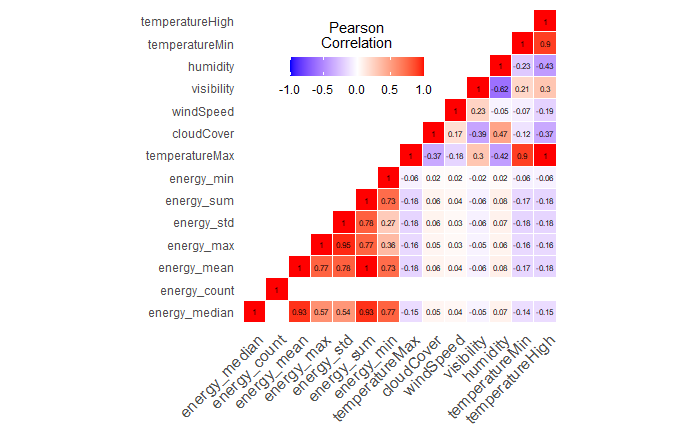 Pearson
Correlation
-1.0 -0.5 0.0 0.5 1.0
temperatureHigh 1
temperatureMin 1 0.9
humidity 1 -0.23 -0.43
visibility 1 -0.62 0.21 0.3
windSpeed 1 0.23 -0.05 -0.07 -0.19
cloudCover 1 0.17 -0.39 0.47 -0.12 -0.37
temperatureMax 1 -0.37 -0.18 0.3 -0.42 0.9 1
energy_min 1 -0.06 0.02 0.02 -0.02 0.02 -0.06 -0.06
energy_sum 1 0.73 -0.18 0.06 0.04 -0.06 0.08 -0.17 -0.18
energy_std 1 0.78 0.27 -0.18 0.06 0.03 -0.06 0.06 -0.18 -0.18
energy_max 1 0.95 0.77 0.36 -0.16 0.05 0.03 -0.05 0.06 -0.16 -0.16
energy_mean 1 0.77 0.78 1 0.73 -0.18 0.06 0.04 -0.06 0.08 -0.17 -0.18
energy_count 1
energy_median 1 0.93 0.57 0.54 0.93 0.77 -0.15 0.05 0.04 -0.05 0.07 -0.14 -0.15
energy_median
energy_count
energy_mean
energy_max
energy_std
energy_sum
energy_min
temperatureMax
cloudCover
windSpeed
visibility
humidity
temperatureMin
temperatureHigh